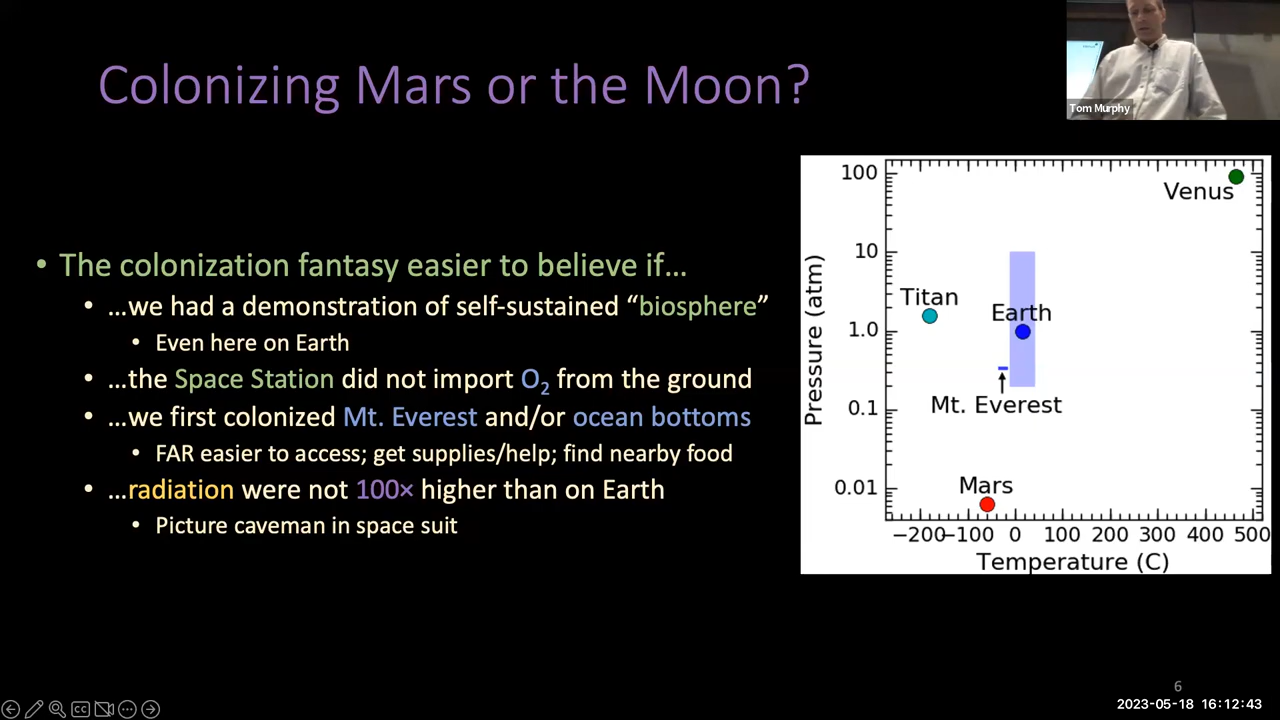 Colonizing Mars or the Moon?
Tom Murphy
• The colonization fantasy easier to believe if…
• …we had a demonstration of self-sustained “biosphere”
• Even here on Earth
• …the Space Station did not import O₂ from the ground
• …we first colonized Mt. Everest and/or ocean bottoms
• FAR easier to access; get supplies/help; find nearby food
• …radiation were not 100× higher than on Earth
• Picture caveman in space suit
Pressure (atm)
100
10
1.0
0.1
0.01
Venus
Titan
Earth
Mt. Everest
Mars
−200 −100 0 100 200 300 400 500
Temperature (C)
6
2023-05-18 16:12:43
CC